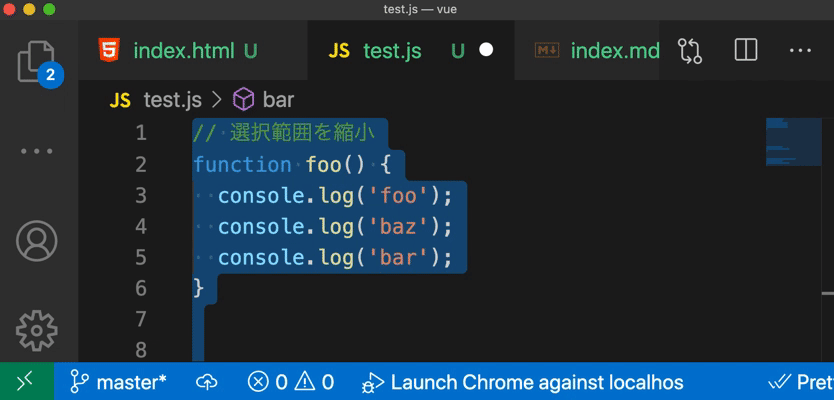 test.js — vue
index.html U
JS test.js U
M index.md
2
JS test.js > bar
1 // 選択範囲を縮小
2 function foo() {
3 console.log('foo');
4 console.log('baz');
5 console.log('bar');
6 }
7
8
master* 0 0 Launch Chrome against localhos Pret